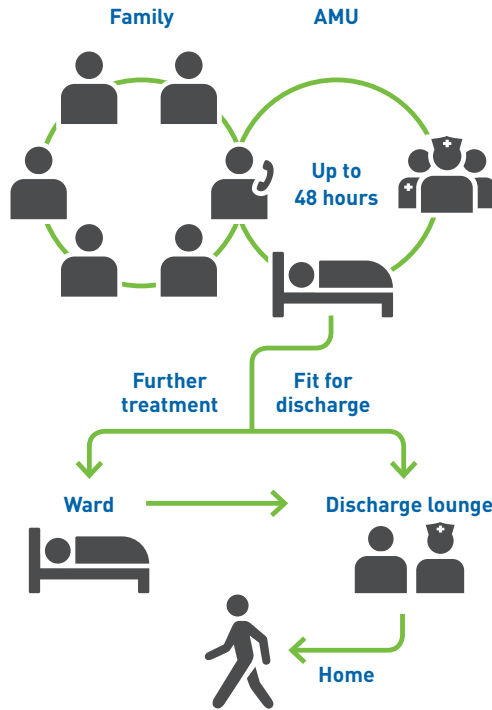 Family
AMU
Up to
48 hours
Further
treatment
Fit for
discharge
Ward
Discharge lounge
Home